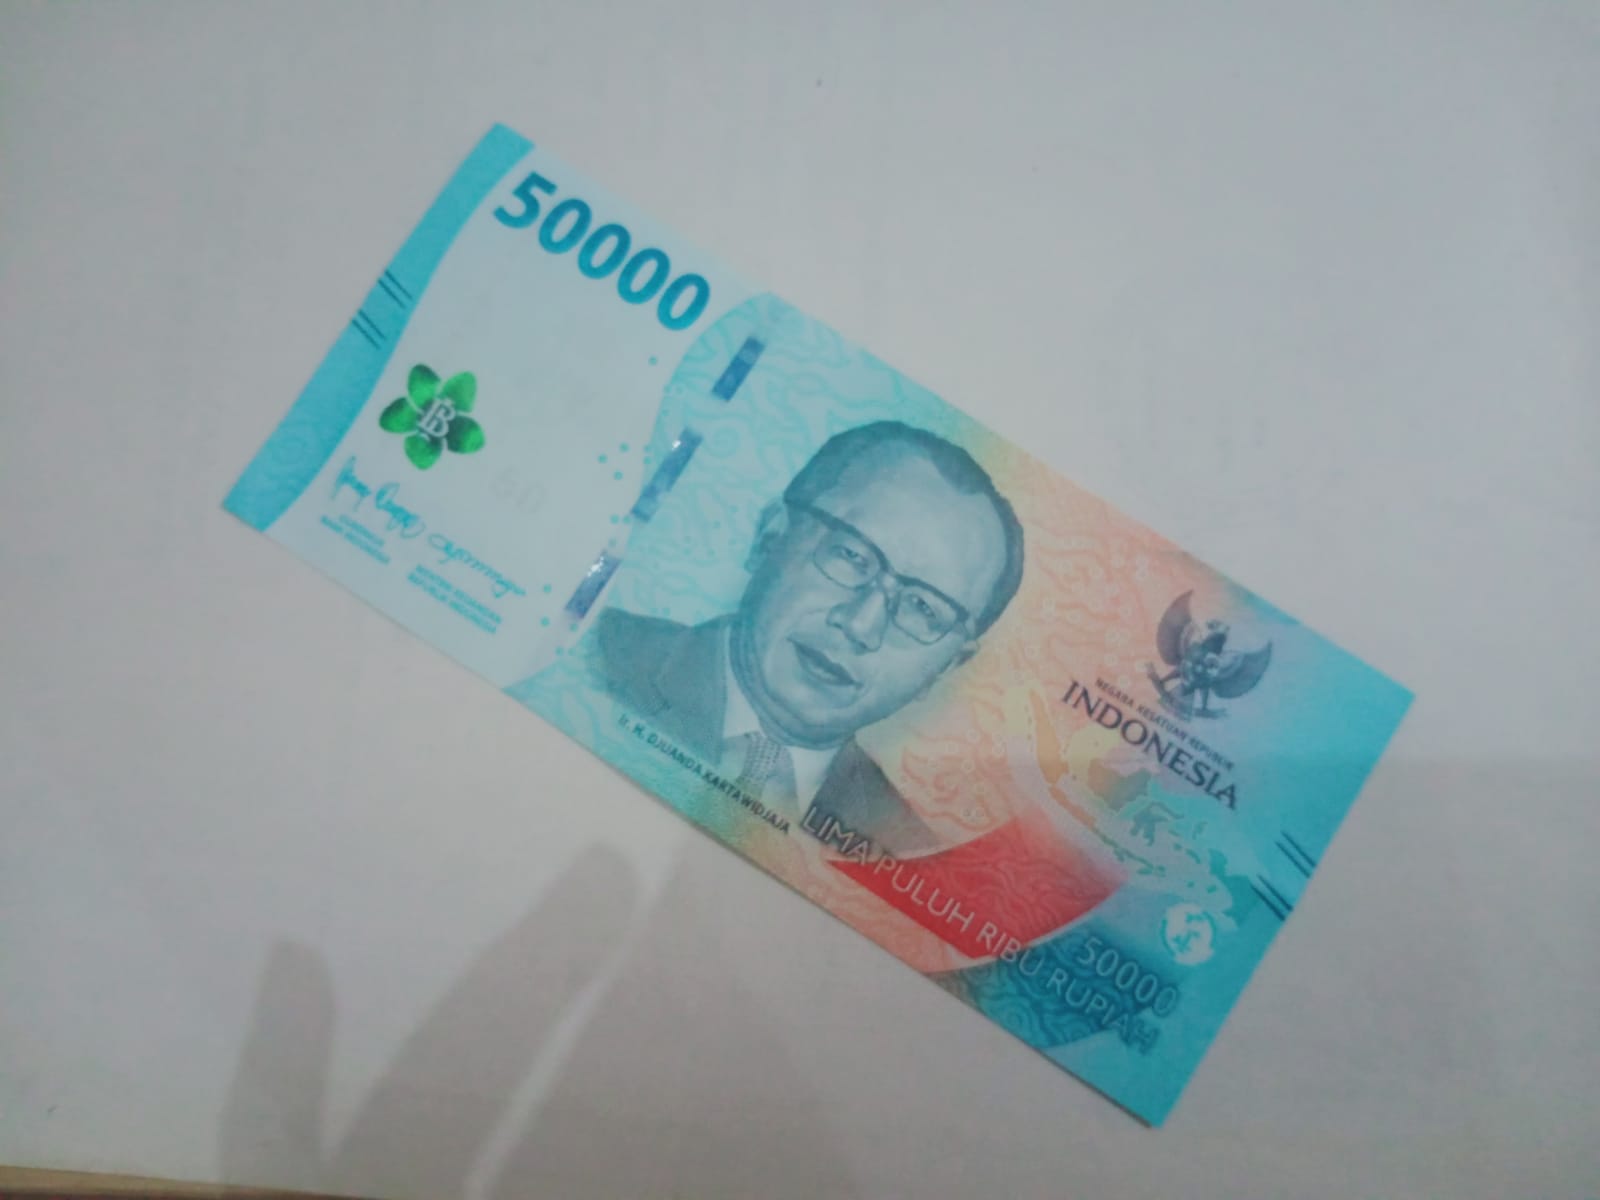 50000
GUBERNUR
BANK INDONESIA
MENTERI KEUANGAN
REPUBLIK INDONESIA
Ir. H. DJUANDA KARTAWIDJAJA
NEGARA KESATUAN REPUBLIK
INDONESIA
LIMA PULUH RIBU RUPIAH
50000